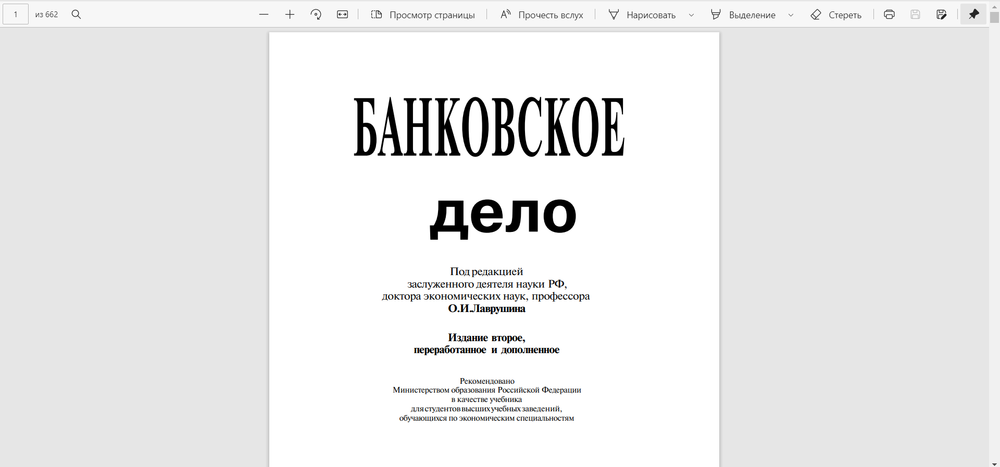 1 из 662 Просмотр страницы Прочесть вслух Нарисовать Выделение Стереть
БАНКОВСКОЕ
дело
Под редакцией
заслуженного деятеля науки РФ,
доктора экономических наук, профессора
О.И.Лаврушина
Издание второе,
переработанное и дополненное
Рекомендовано
Министерством образования Российской Федерации
в качестве учебника
для студентов высших учебных заведений,
обучающихся по экономическим специальностям